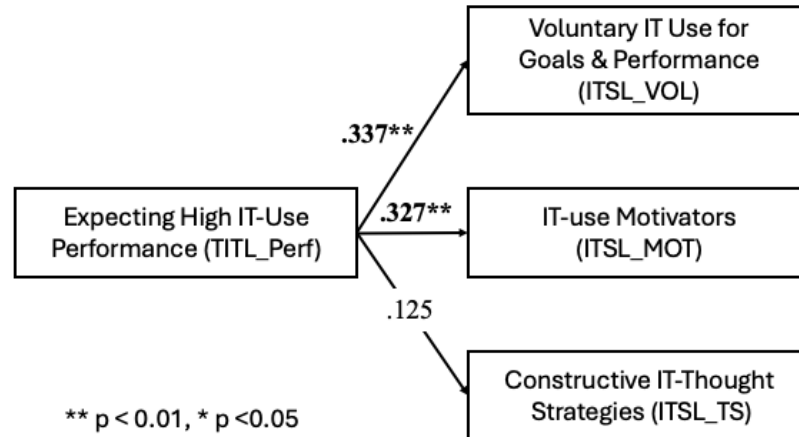 Voluntary IT Use for
Goals & Performance
(ITSL_VOL)
.337**
Expecting High IT-Use
Performance (TITL_Perf)
.327**
IT-use Motivators
(ITSL_MOT)
.125
Constructive IT-Thought
Strategies (ITSL_TS)
** p < 0.01, * p <0.05